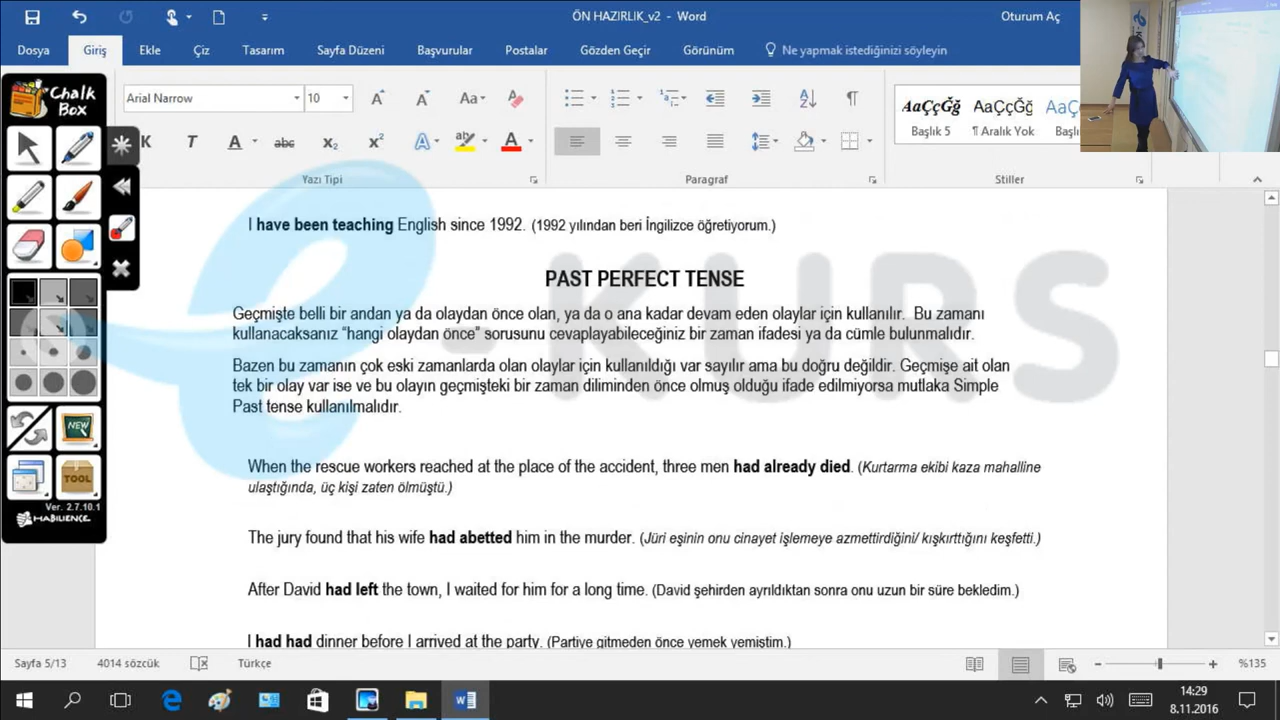 ÖN HAZIRLIK_v2 - Word
Oturum Aç
Dosya Giriş Ekle Çiz Tasarım Sayfa Düzeni Başvurular Postalar Gözden Geçir Görünüm Ne yapmak istediğinizi söyleyin
Chalk
Box
Arial Narrow 10
AaÇçĞğ AaÇçĞğ AaÇ
Başlık 5 ¶ Aralık Yok Başlı
Yazı Tipi Paragraf Stiller
I have been teaching English since 1992. (1992 yılından beri İngilizce öğretiyorum.)
PAST PERFECT TENSE
Geçmişte belli bir andan ya da olaydan önce olan, ya da o ana kadar devam eden olaylar için kullanılır. Bu zamanı
kullanacaksanız “hangi olaydan önce” sorusunu cevaplayabileceğiniz bir zaman ifadesi ya da cümle bulunmalıdır.
Bazen bu zamanın çok eski zamanlarda olan olaylar için kullanıldığı var sayılır ama bu doğru değildir. Geçmişe ait olan
tek bir olay var ise ve bu olayın geçmişteki bir zaman diliminden önce olmuş olduğu ifade edilmiyorsa mutlaka Simple
Past tense kullanılmalıdır.
When the rescue workers reached at the place of the accident, three men had already died. (Kurtarma ekibi kaza mahalline
ulaştığında, üç kişi zaten ölmüştü.)
The jury found that his wife had abetted him in the murder. (Jüri eşinin onu cinayet işlemeye azmettirdiğini/ kışkırttığını keşfetti.)
After David had left the town, I waited for him for a long time. (David şehirden ayrıldıktan sonra onu uzun bir süre bekledim.)
I had had dinner before I arrived at the party. (Partiye gitmeden önce yemek yemiştim.)
e-KURS
NEW
TOOL
Ver. 2.7.10.1
HABILIENCE
Sayfa 5/13 4014 sözcük Türkçe %135
14:29
8.11.2016